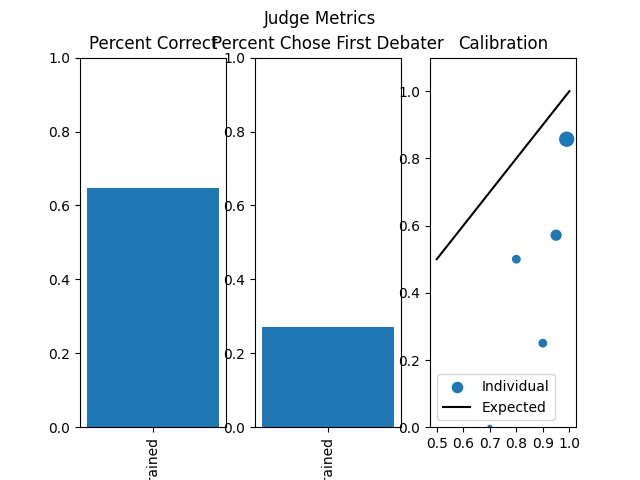 Judge Metrics
Percent Correct
Percent Chose First Debater
Calibration
1.0
0.8
0.6
0.4
0.2
0.0
rained
1.0
0.8
0.6
0.4
0.2
0.0
rained
1.0
0.8
0.6
0.4
0.2
0.0
Individual
Expected
0.5 0.6 0.7 0.8 0.9 1.0